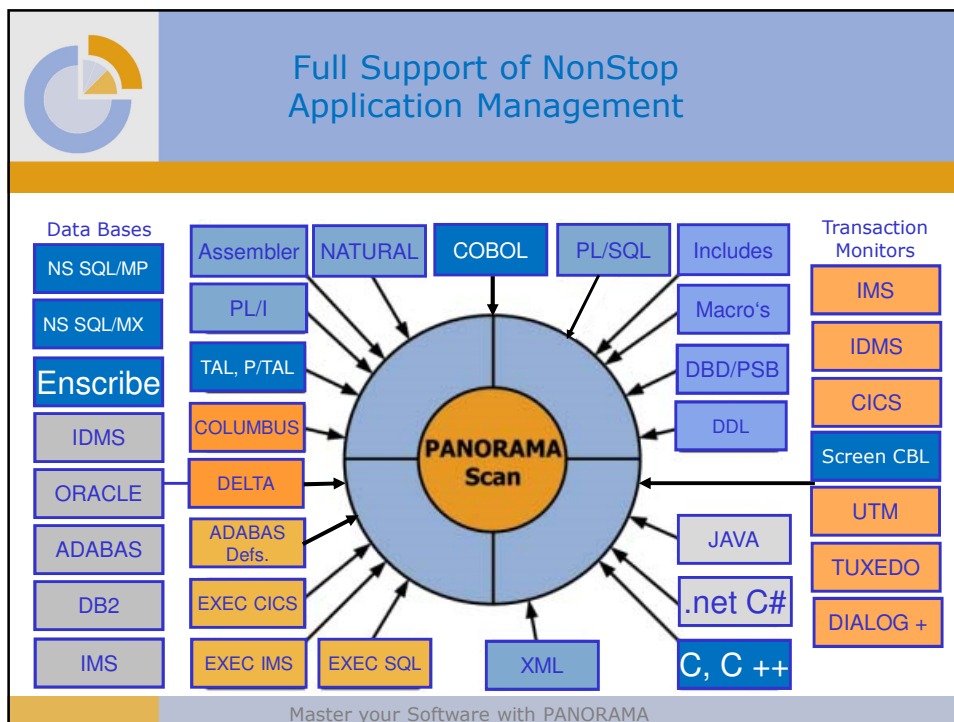 Full Support of NonStop
Application Management
Data Bases
NS SQL/MP
NS SQL/MX
Enscribe
IDMS
ORACLE
ADABAS
DB2
IMS
Assembler
NATURAL
COBOL
PL/SQL
Includes
PL/I
TAL, P/TAL
COLUMBUS
DELTA
ADABAS
Defs.
EXEC CICS
EXEC IMS
EXEC SQL
PANORAMA
Scan
XML
Macro‘s
DBD/PSB
DDL
JAVA
.net C#
C, C ++
Transaction
Monitors
IMS
IDMS
CICS
Screen CBL
UTM
TUXEDO
DIALOG +
Master your Software with PANORAMA